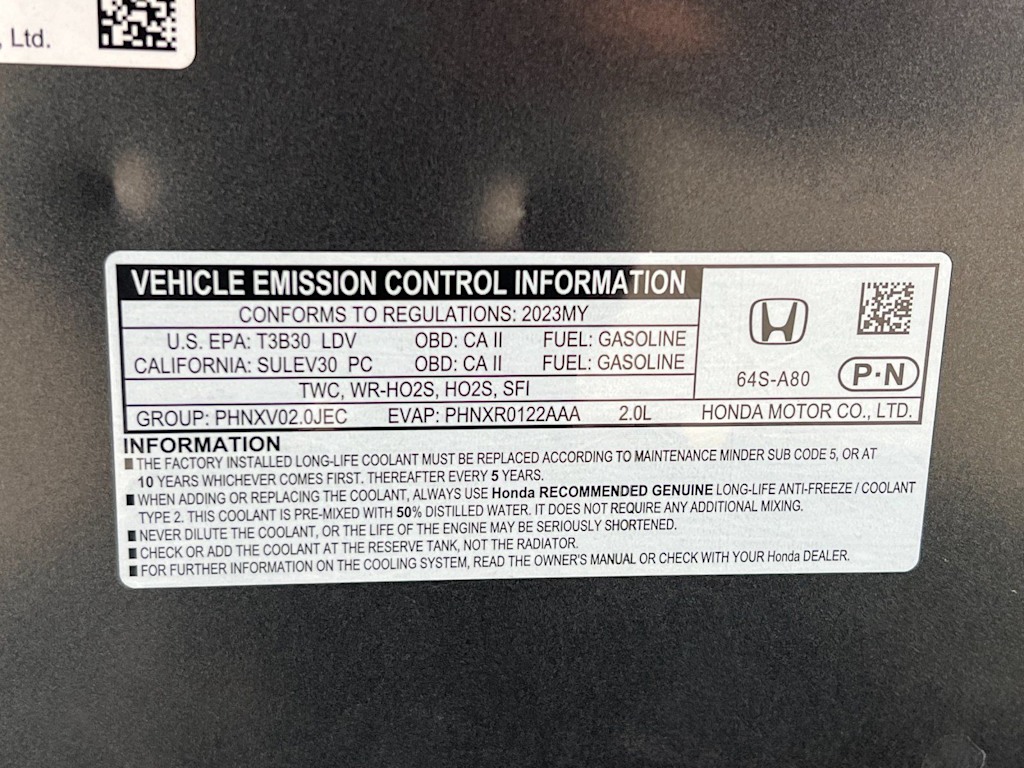 , Ltd.
VEHICLE EMISSION CONTROL INFORMATION
CONFORMS TO REGULATIONS: 2023MY
U.S. EPA: T3B30 LDV OBD: CA II FUEL: GASOLINE
CALIFORNIA: SULEV30 PC OBD: CA II FUEL: GASOLINE
TWC, WR-HO2S, HO2S, SFI
64S-A80 P·N
GROUP: PHNXV02.0JEC EVAP: PHNXR0122AAA 2.0L HONDA MOTOR CO., LTD.
INFORMATION
■ THE FACTORY INSTALLED LONG-LIFE COOLANT MUST BE REPLACED ACCORDING TO MAINTENANCE MINDER SUB CODE 5, OR AT
10 YEARS WHICHEVER COMES FIRST. THEREAFTER EVERY 5 YEARS.
■ WHEN ADDING OR REPLACING THE COOLANT, ALWAYS USE Honda RECOMMENDED GENUINE LONG-LIFE ANTI-FREEZE / COOLANT
TYPE 2. THIS COOLANT IS PRE-MIXED WITH 50% DISTILLED WATER. IT DOES NOT REQUIRE ANY ADDITIONAL MIXING.
■ NEVER DILUTE THE COOLANT, OR THE LIFE OF THE ENGINE MAY BE SERIOUSLY SHORTENED.
■ CHECK OR ADD THE COOLANT AT THE RESERVE TANK, NOT THE RADIATOR.
■ FOR FURTHER INFORMATION ON THE COOLING SYSTEM, READ THE OWNER'S MANUAL OR CHECK WITH YOUR Honda DEALER.